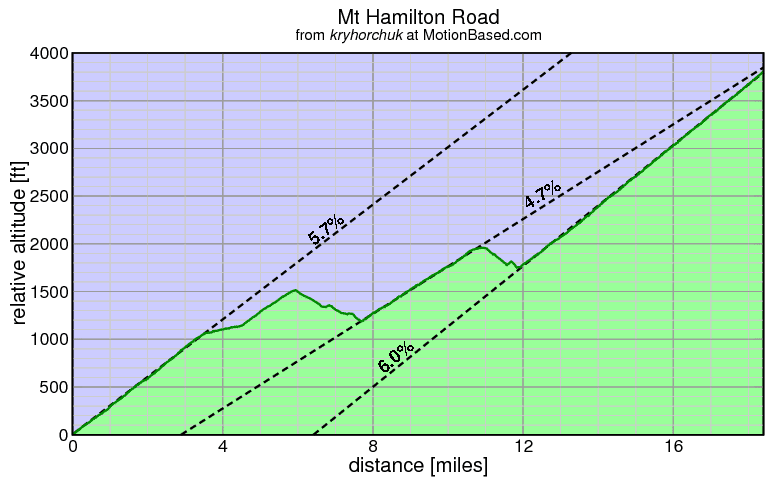 Mt Hamilton Road
from kryhorchuk at MotionBased.com
4000
3500
3000
2500
2000
1500
1000
500
0
relative altitude [ft]
5.7%
4.7%
6.0%
0 4 8 12 16
distance [miles]